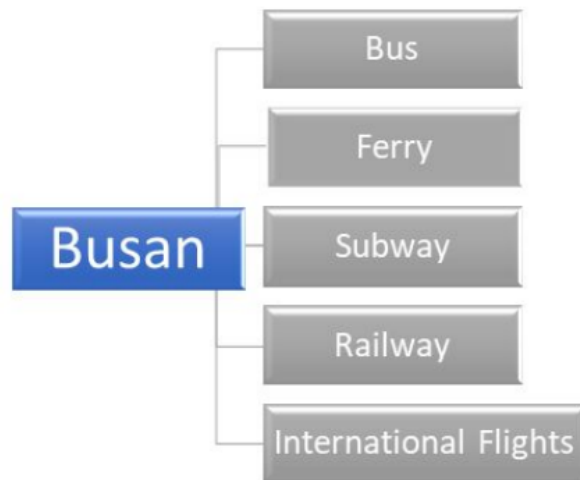 Bus
Ferry
Busan
Subway
Railway
International Flights